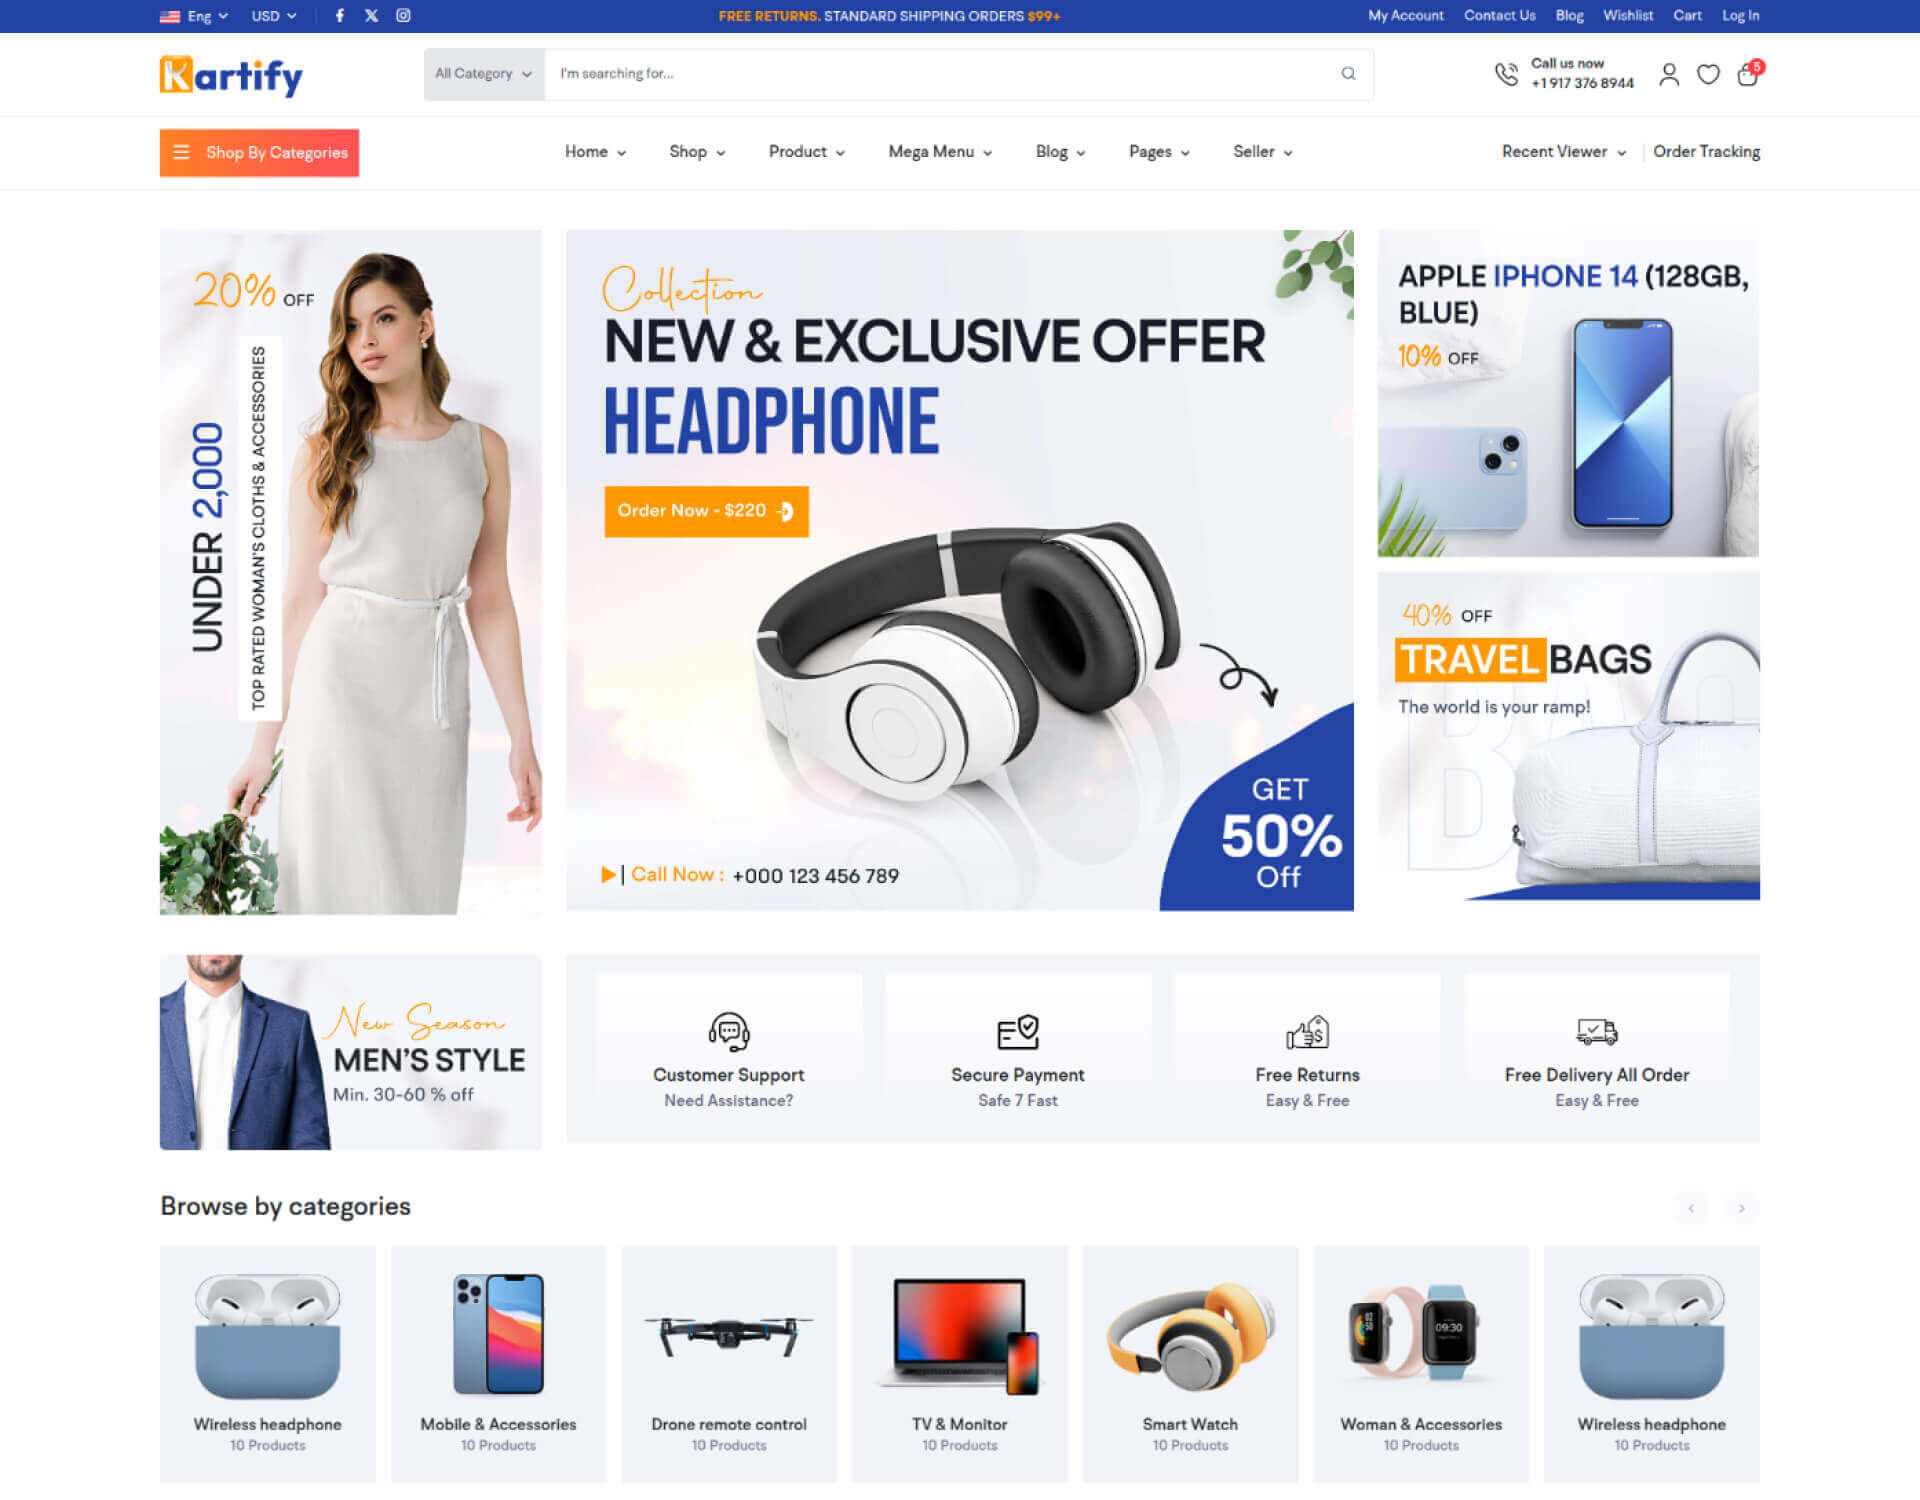 Eng
USD
FREE RETURNS. STANDARD SHIPPING ORDERS $99+
My Account
Contact Us
Blog
Wishlist
Cart
Log In
Kartify
All Category
I'm searching for...
Call us now
+1 917 376 8944
5
Shop By Categories
Home
Shop
Product
Mega Menu
Blog
Pages
Seller
Recent Viewer
Order Tracking
20% OFF
UNDER 2,000
TOP RATED WOMAN'S CLOTHS & ACCESSORIES
Collection
NEW & EXCLUSIVE OFFER
HEADPHONE
Order Now - $220
GET
50%
Off
Call Now : +000 123 456 789
APPLE IPHONE 14 (128GB,
BLUE)
10% OFF
40% OFF
TRAVEL BAGS
The world is your ramp!
BAG
B
New Season
MEN'S STYLE
Min. 30-60 % off
Customer Support
Need Assistance?
Secure Payment
Safe 7 Fast
Free Returns
Easy & Free
Free Delivery All Order
Easy & Free
Browse by categories
Wireless headphone
10 Products
Mobile & Accessories
10 Products
Drone remote control
10 Products
TV & Monitor
10 Products
Smart Watch
10 Products
09:30
Woman & Accessories
10 Products
Wireless headphone
10 Products